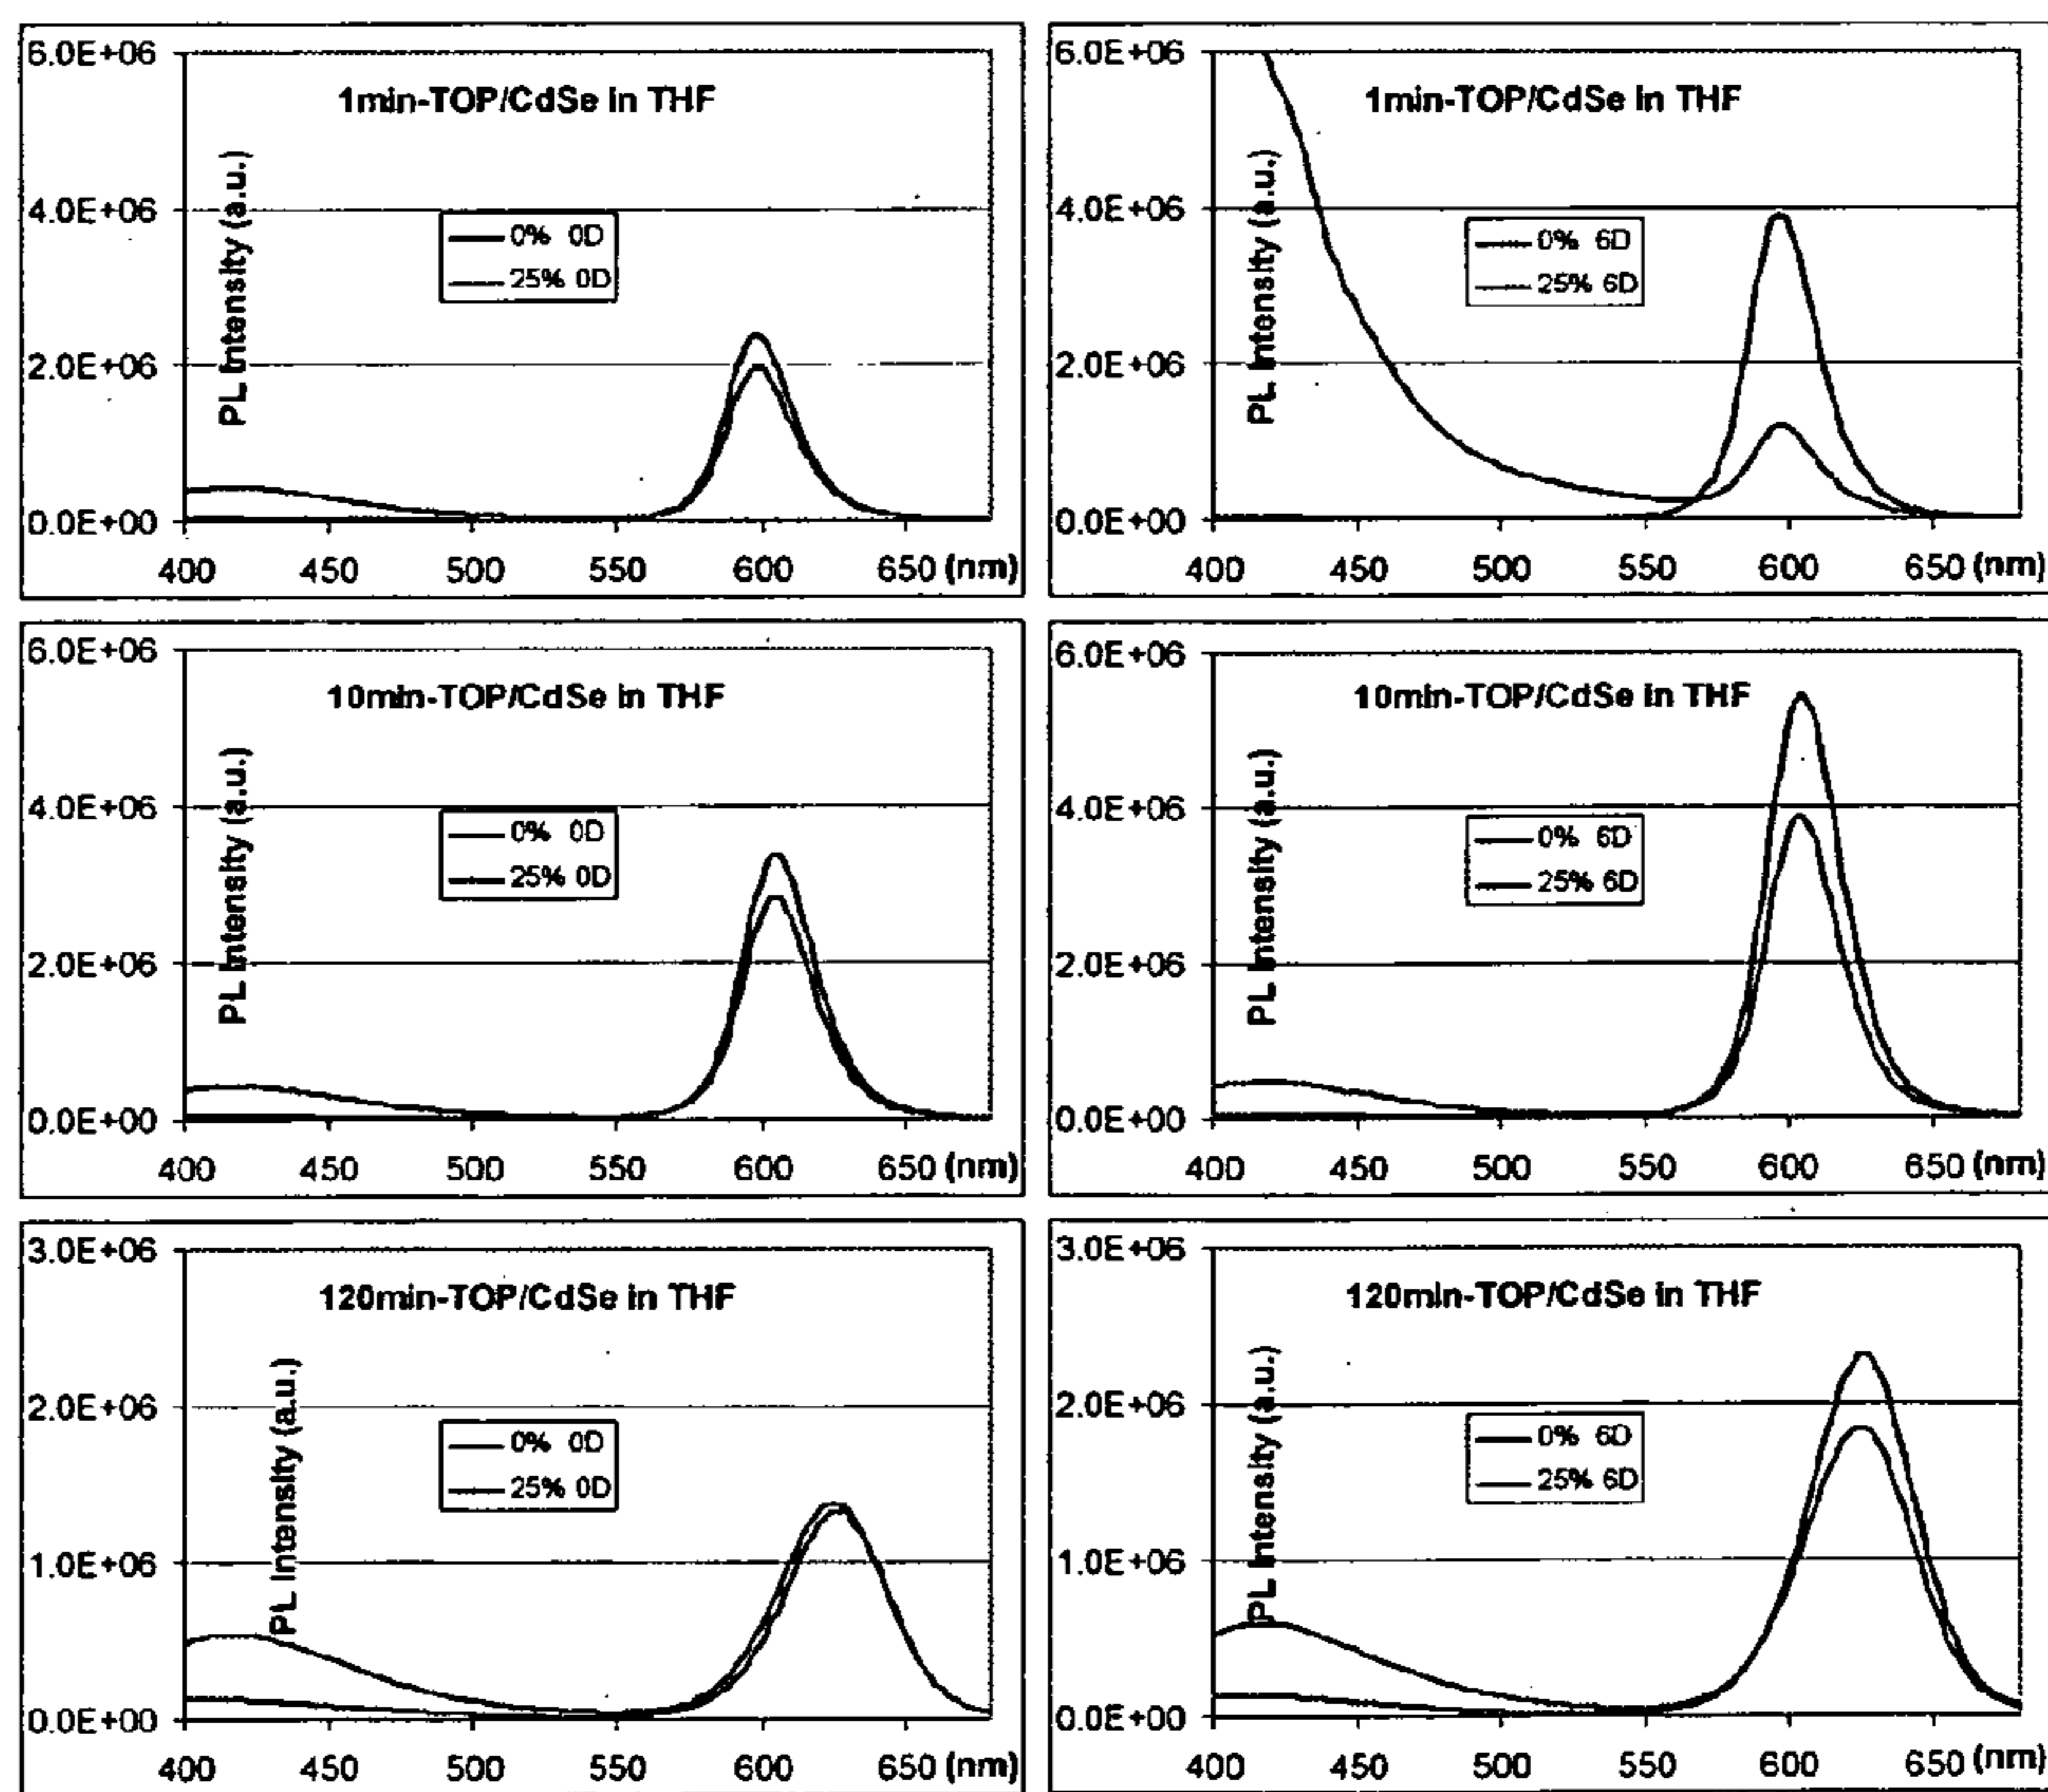 6.0E+06
1min-TOP/CdSe in THF
PL Intensity (a.u.)
4.0E+06
0% 0D
25% 0D
2.0E+06
0.0E+00
400 450 500 550 600 650 (nm)
6.0E+06
1min-TOP/CdSe in THF
PL Intensity (a.u.)
4.0E+06
0% 6D
25% 6D
2.0E+06
0.0E+00
400 450 500 550 600 650 (nm)
6.0E+06
10min-TOP/CdSe in THF
PL Intensity (a.u.)
4.0E+06
0% 0D
25% 0D
2.0E+06
0.0E+00
400 450 500 550 600 650 (nm)
6.0E+06
10min-TOP/CdSe in THF
PL Intensity (a.u.)
4.0E+06
0% 6D
25% 6D
2.0E+06
0.0E+00
400 450 500 550 600 650 (nm)
3.0E+06
120min-TOP/CdSe in THF
PL Intensity (a.u.)
2.0E+06
0% 0D
25% 0D
1.0E+06
0.0E+00
400 450 500 550 600 650 (nm)
3.0E+06
120min-TOP/CdSe in THF
PL Intensity (a.u.)
2.0E+06
0% 6D
25% 6D
1.0E+06
0.0E+00
400 450 500 550 600 650 (nm)